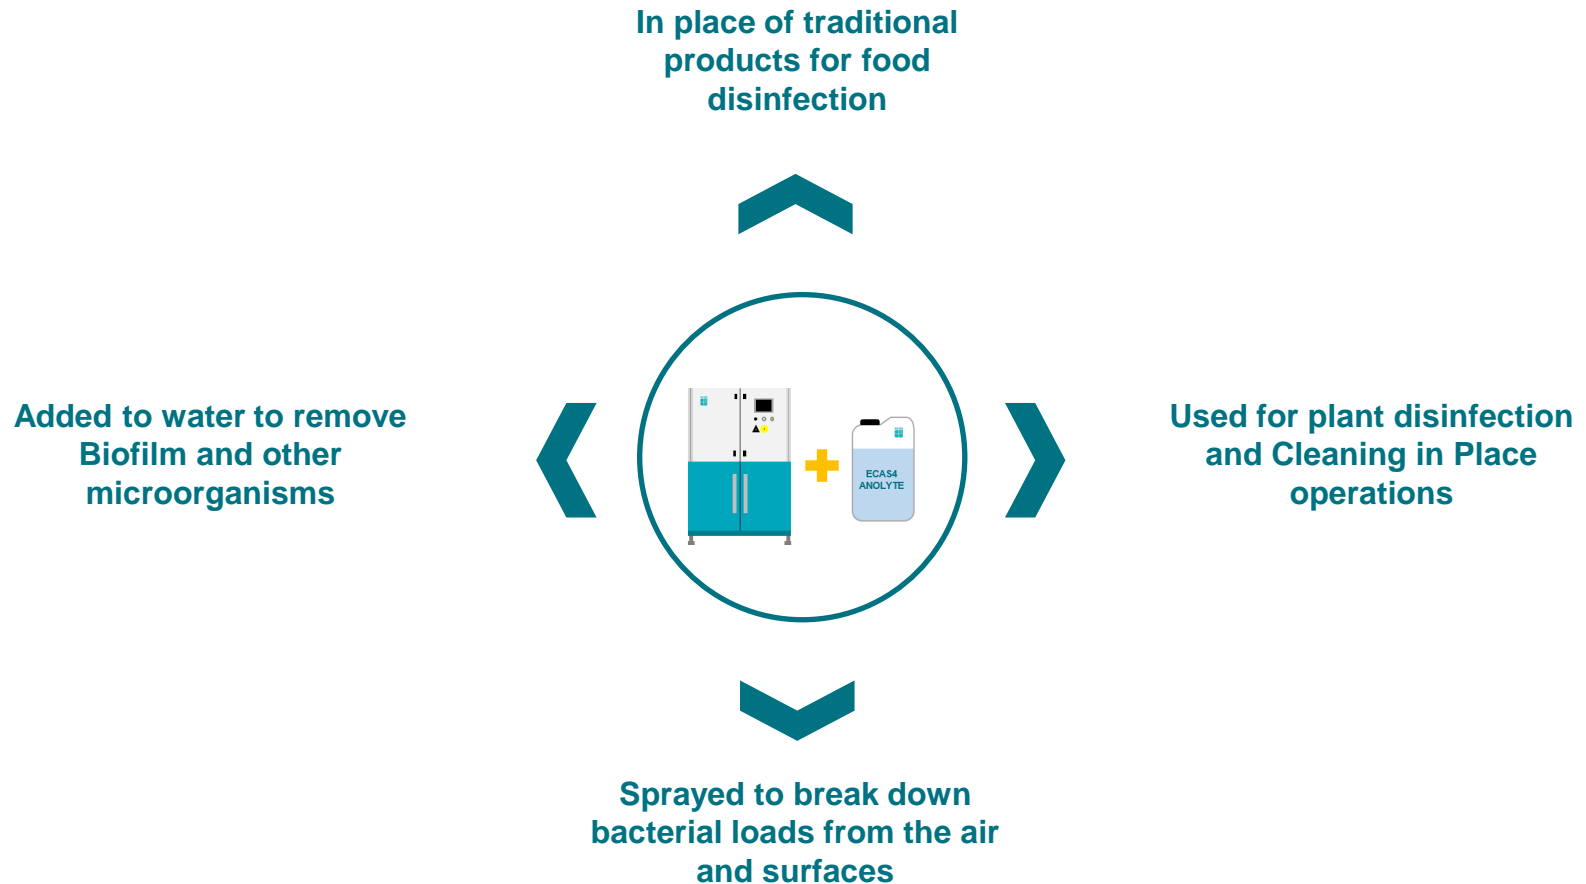 In place of traditional
products for food
disinfection
Added to water to remove
Biofilm and other
microorganisms
ECAS4
ANOLYTE
Used for plant disinfection
and Cleaning in Place
operations
Sprayed to break down
bacterial loads from the air
and surfaces